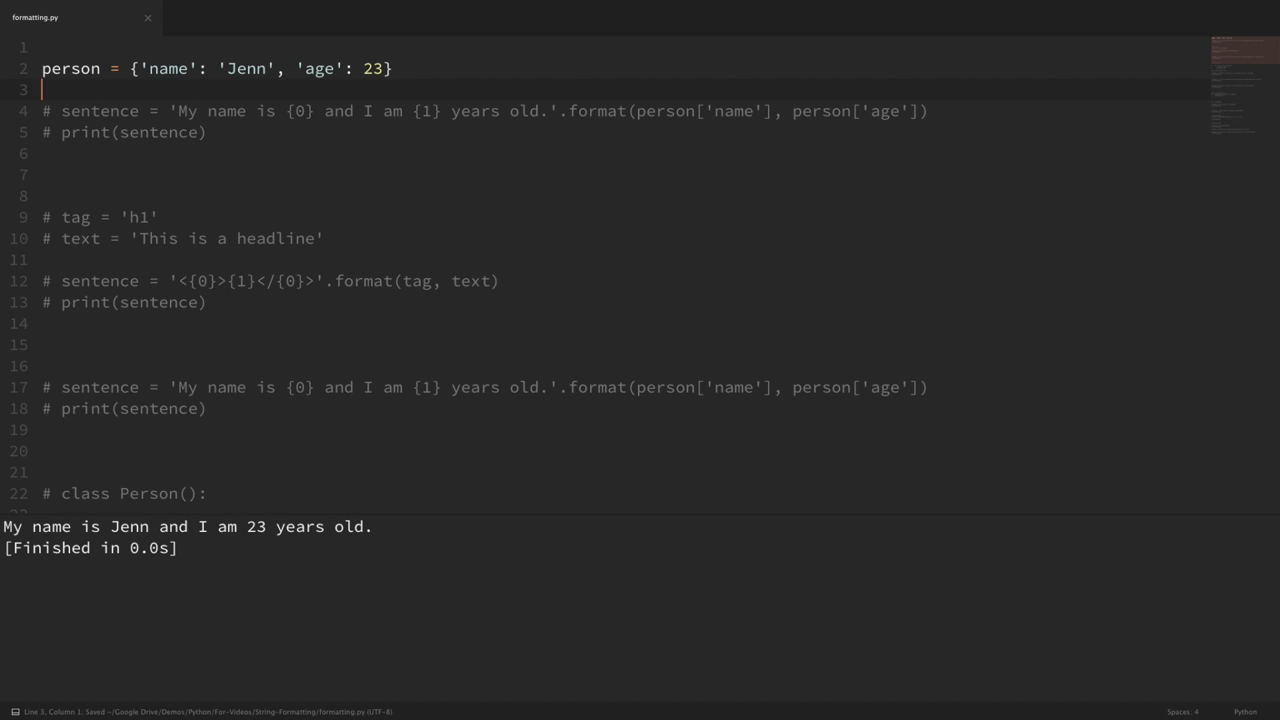 formatting.py ×
1
2 person = {'name': 'Jenn', 'age': 23}
3
4 # sentence = 'My name is {0} and I am {1} years old.'.format(person['name'], person['age'])
5 # print(sentence)
6
7
8
9 # tag = 'h1'
10 # text = 'This is a headline'
11
12 # sentence = '<{0}>{1}</{0}>'.format(tag, text)
13 # print(sentence)
14
15
16
17 # sentence = 'My name is {0} and I am {1} years old.'.format(person['name'], person['age'])
18 # print(sentence)
19
20
21
22 # class Person():
My name is Jenn and I am 23 years old.
[Finished in 0.0s]
Line 3, Column 1; Saved ~/Google Drive/Demos/Python/For-Videos/String-Formatting/formatting.py (UTF-8) Spaces: 4 Python